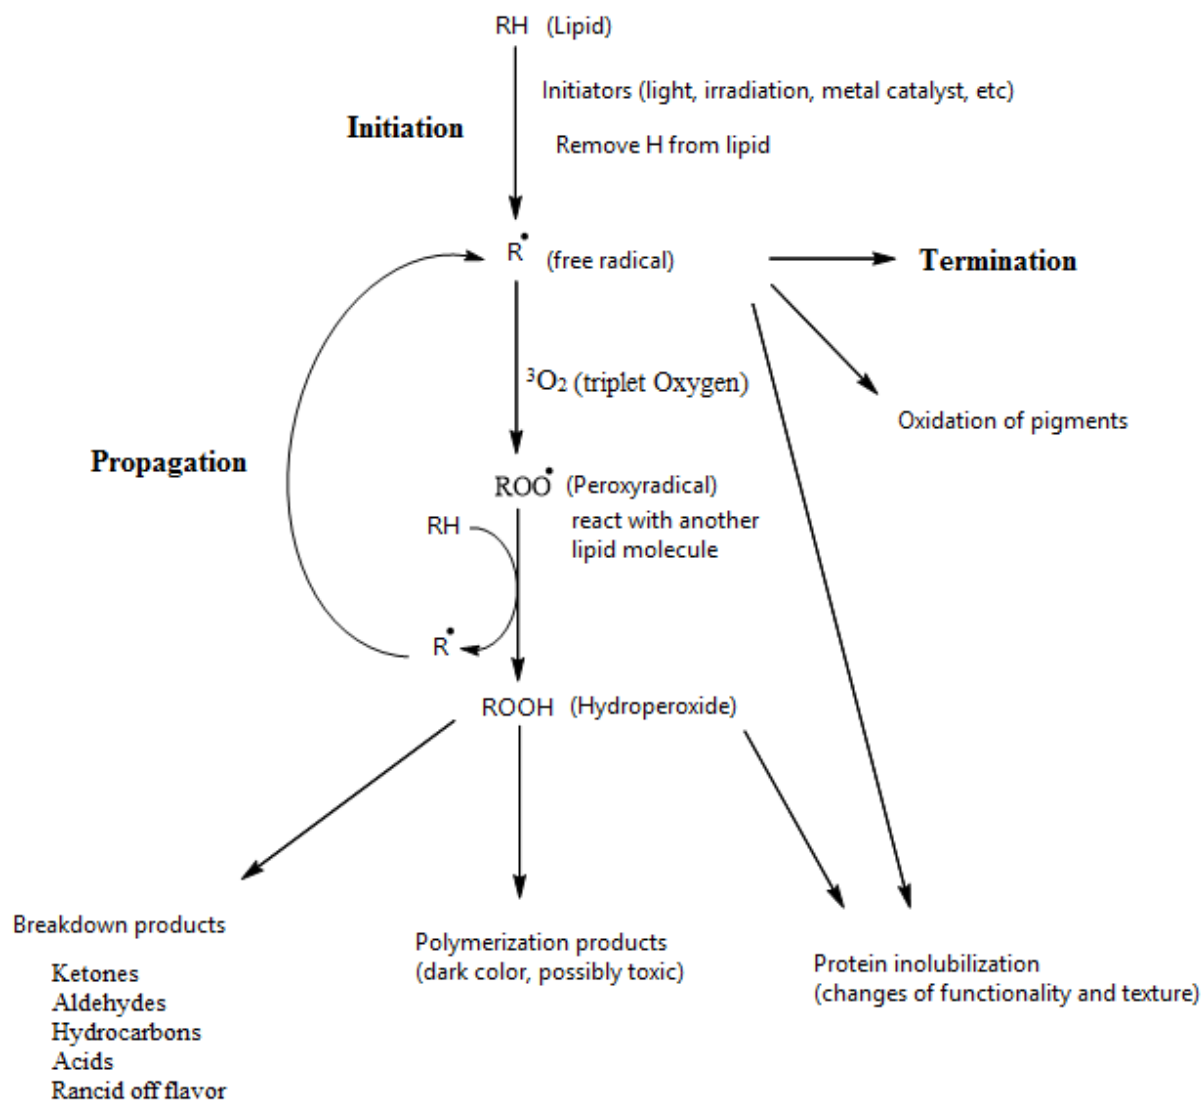 RH (Lipid)
Initiators (light, irradiation, metal catalyst, etc)
Initiation
Remove H from lipid
R• (free radical)
Termination
³O₂ (triplet Oxygen)
Oxidation of pigments
Propagation
ROO• (Peroxyradical)
RH
react with another
lipid molecule
R•
ROOH (Hydroperoxide)
Breakdown products
Ketones
Aldehydes
Hydrocarbons
Acids
Rancid off flavor
Polymerization products
(dark color, possibly toxic)
Protein inolubilization
(changes of functionality and texture)